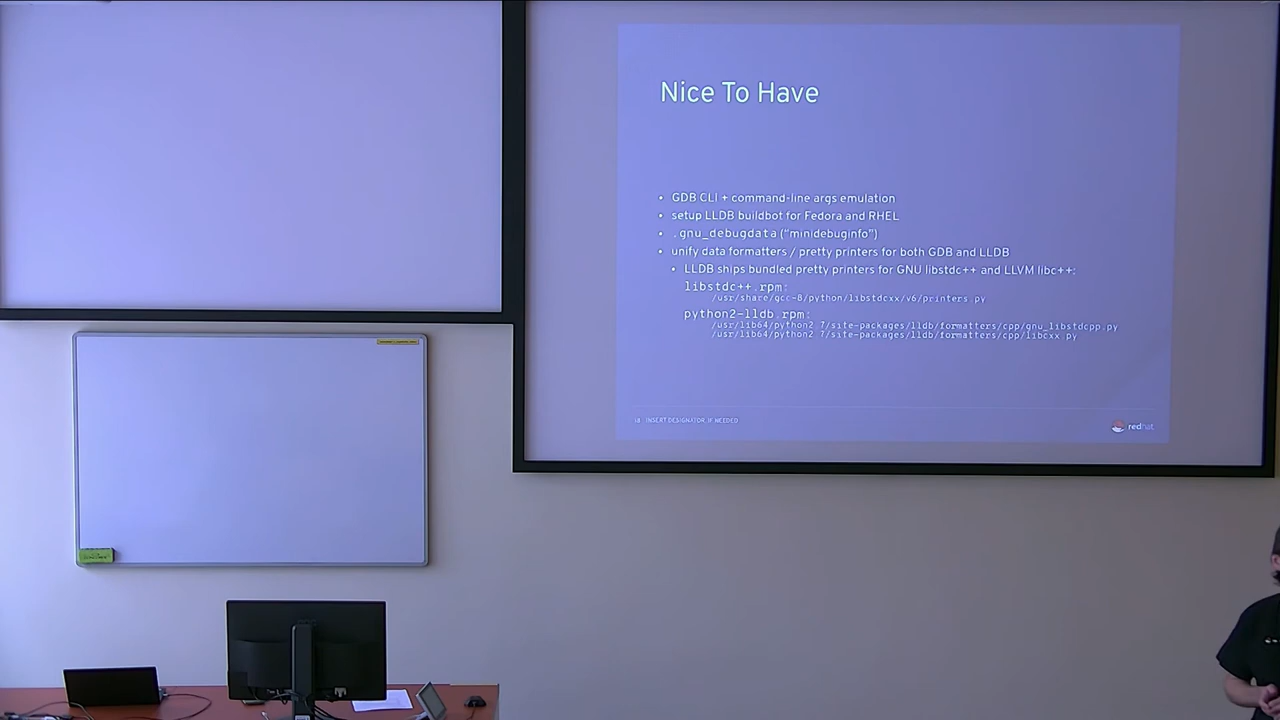 Nice To Have
• GDB CLI + command-line args emulation
• setup LLDB buildbot for Fedora and RHEL
• .gnu_debugdata (“minidebuginfo”)
• unify data formatters / pretty printers for both GDB and LLDB
• LLDB ships bundled pretty printers for GNU libstdc++ and LLVM libc++:
libstdc++.rpm:
/usr/share/gcc-8/python/libstdcxx/v6/printers.py
python2-lldb.rpm:
/usr/lib64/python2.7/site-packages/lldb/formatters/cpp/gnu_libstdcpp.py
/usr/lib64/python2.7/site-packages/lldb/formatters/cpp/libcxx.py
18 INSERT DESIGNATOR, IF NEEDED
redhat